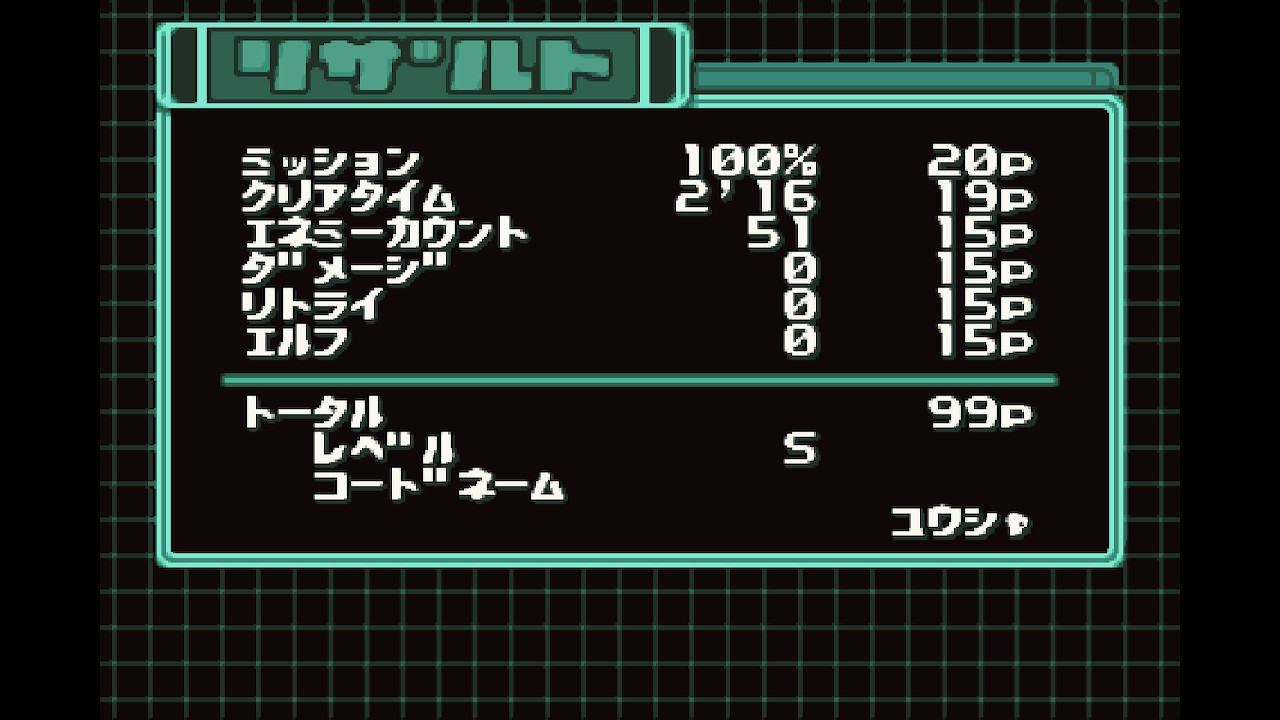 リザルト
ミッション 100% 20P
クリアタイム 2'16 19P
エネミーカウント 51 15P
ダメージ 0 15P
リトライ 0 15P
エルフ 0 15P
トータル 99P
レベル S
コードネーム
ユウシャ